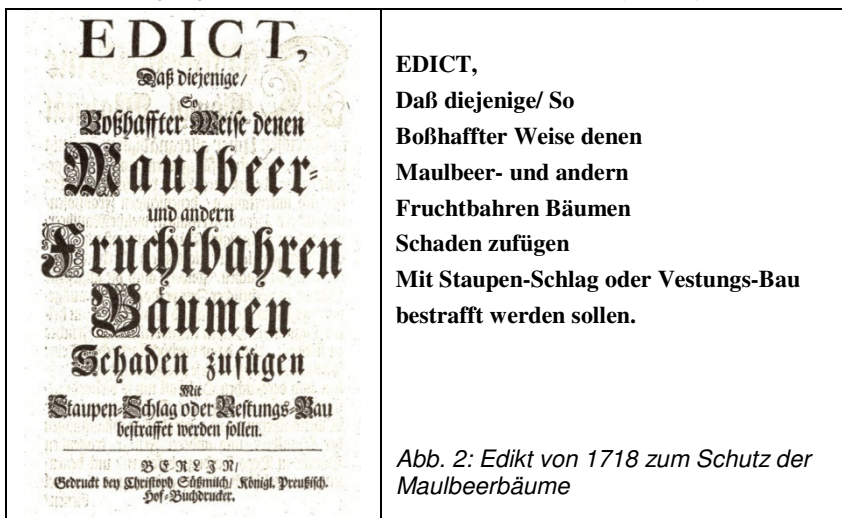 EDICT,
Daß diejenige/
So
Boßhaffter Weise denen
Maulbeer-
und andern
Fruchtbahren
Bäumen
Schaden zufügen
Mit
Staupen-Schlag oder Vestungs-Bau
bestraffet werden sollen.
BERLIN/
Gedruckt bey Christoph Süßmilch/ Königl. Preußisch.
Hof-Buchdrucker.
EDICT,
Daß diejenige/ So
Boßhaffter Weise denen
Maulbeer- und andern
Fruchtbahren Bäumen
Schaden zufügen
Mit Staupen-Schlag oder Vestungs-Bau
bestrafft werden sollen.
Abb. 2: Edikt von 1718 zum Schutz der
Maulbeerbäume